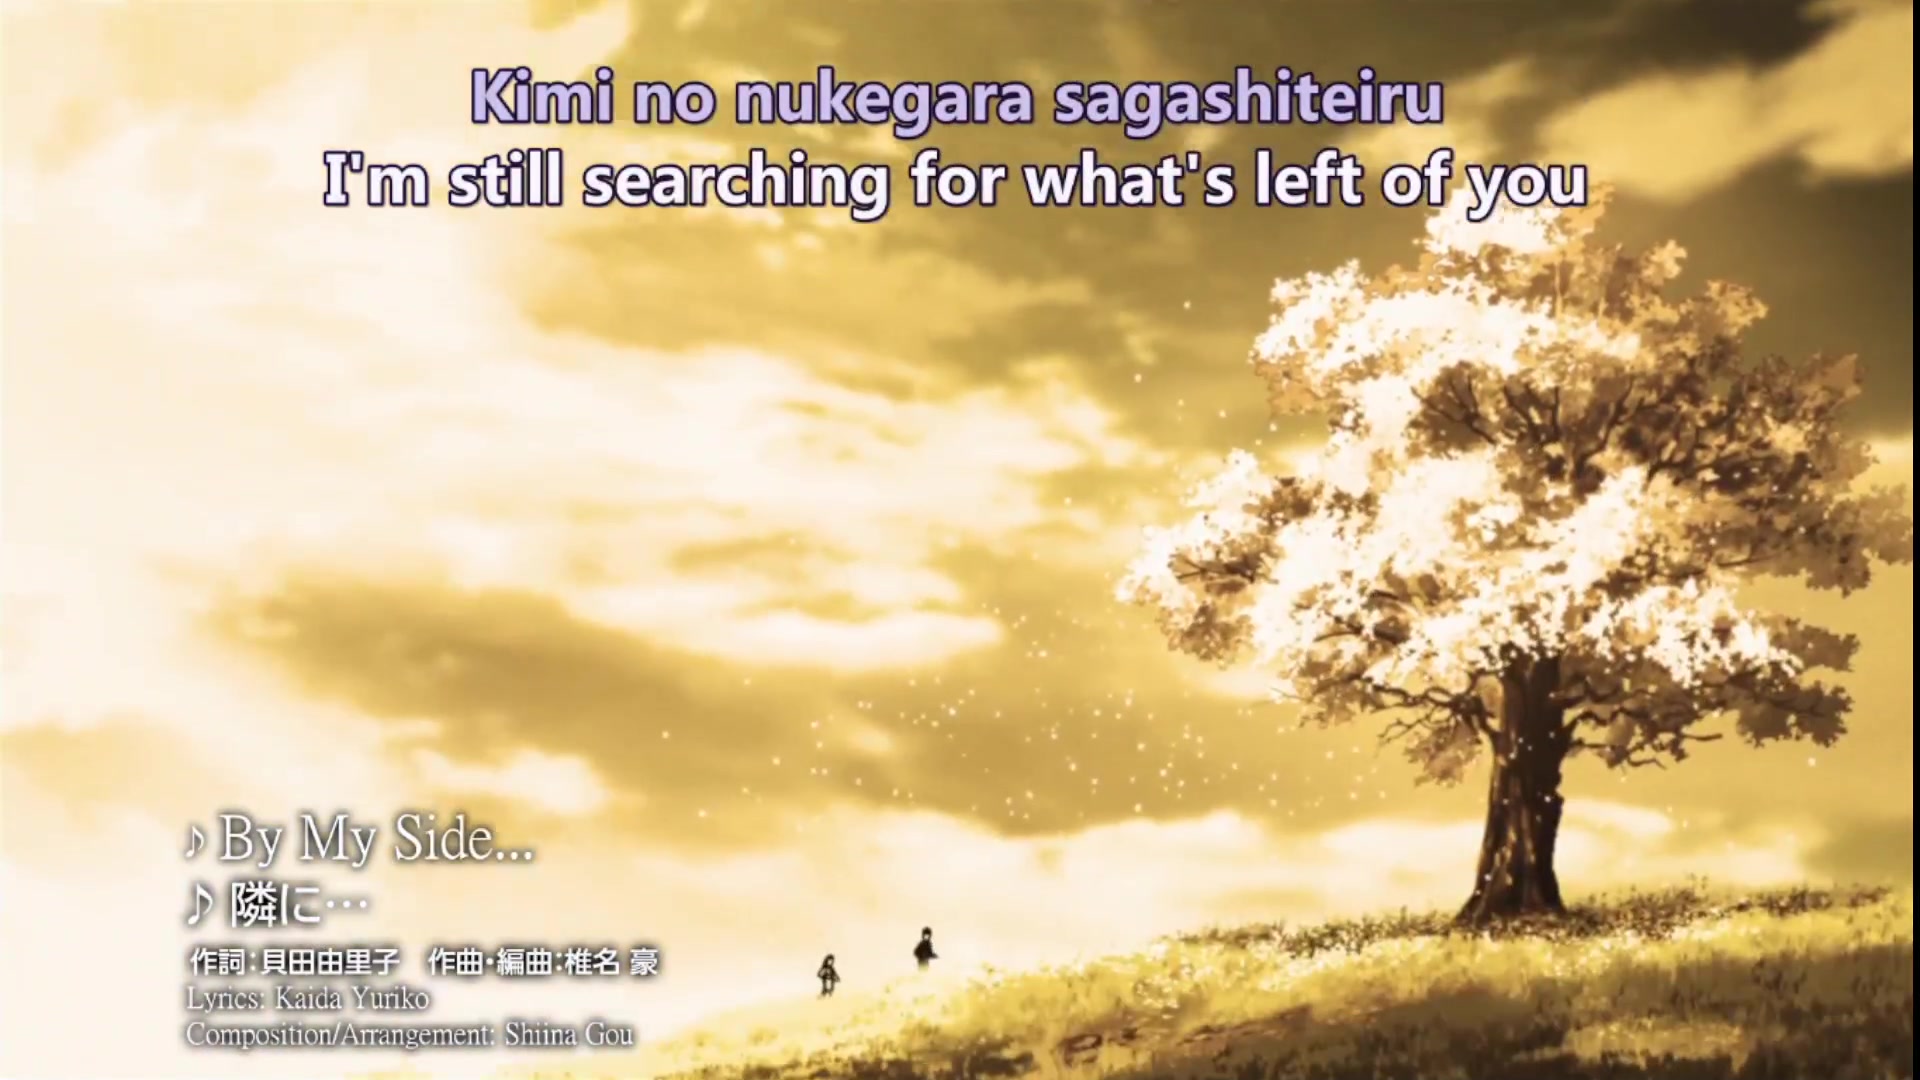 Kimi no nukegara sagashiteiru
I'm still searching for what's left of you
♪ By My Side...
♪ 隣に…
作詞:貝田由里子　作曲・編曲:椎名 豪
Lyrics: Kaida Yuriko
Composition/Arrangement: Shiina Gou